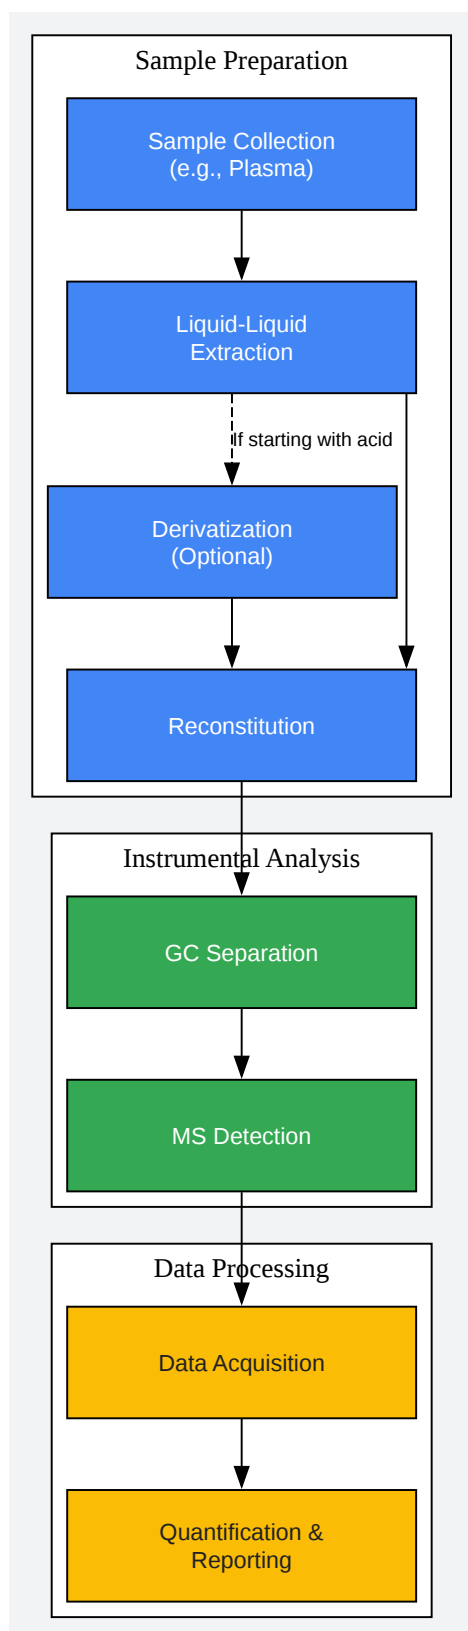 Sample Preparation
Sample Collection
(e.g., Plasma)
Liquid-Liquid
Extraction
If starting with acid
Derivatization
(Optional)
Reconstitution
Instrumental Analysis
GC Separation
MS Detection
Data Processing
Data Acquisition
Quantification &
Reporting